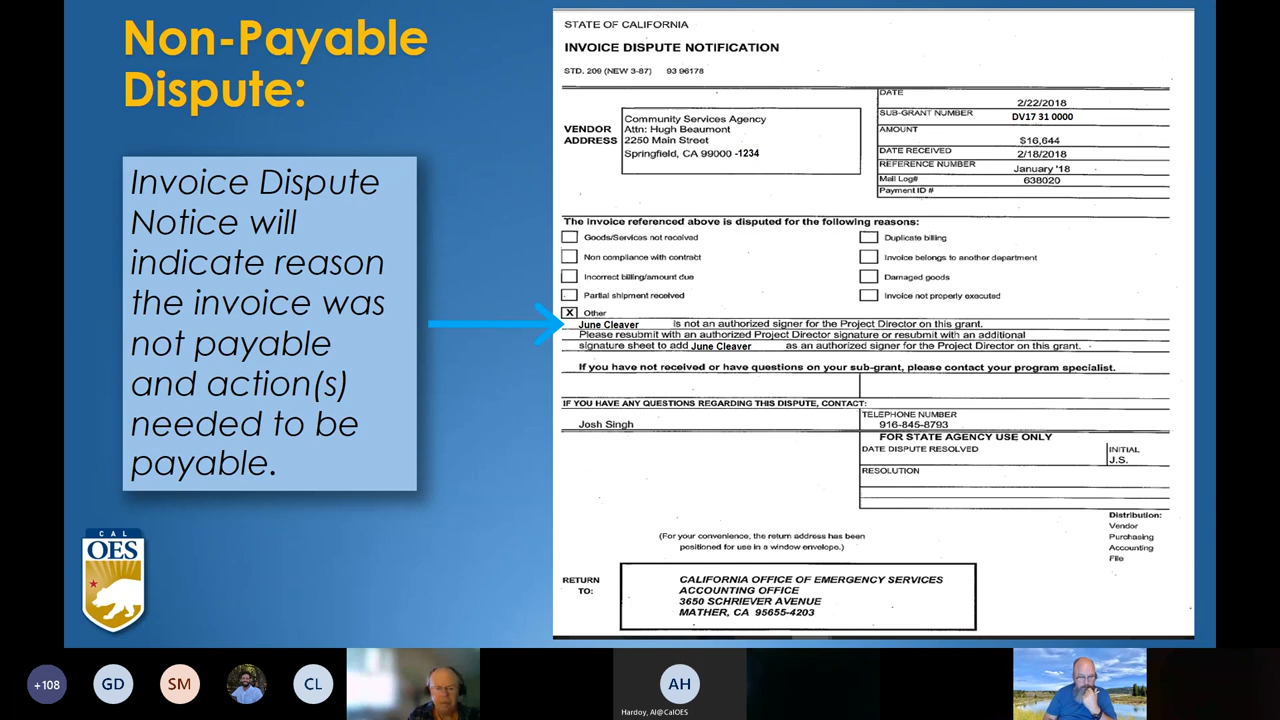 Non-Payable
Dispute:
Invoice Dispute
Notice will
indicate reason
the invoice was
not payable
and action(s)
needed to be
payable.
CAL
OES
STATE OF CALIFORNIA
INVOICE DISPUTE NOTIFICATION
STD. 209 (NEW 3-87) 93 96178
VENDOR
ADDRESS
Community Services Agency
Attn: Hugh Beaumont
2250 Main Street
Springfield, CA 99000 -1234
DATE
2/22/2018
SUB-GRANT NUMBER
DV17 31 0000
AMOUNT
$16,644
DATE RECEIVED
2/18/2018
REFERENCE NUMBER
January '18
Mail Log#
638020
Payment ID #
The invoice referenced above is disputed for the following reasons:
Goods/Services not received
Duplicate billing
Non compliance with contract
Invoice belongs to another department
Incorrect billing/amount due
Damaged goods
Partial shipment received
Invoice not properly executed
X Other
June Cleaver is not an authorized signer for the Project Director on this grant.
Please resubmit with an authorized Project Director signature or resubmit with an additional
signature sheet to add June Cleaver as an authorized signer for the Project Director on this grant.
If you have not received or have questions on your sub-grant, please contact your program specialist.
IF YOU HAVE ANY QUESTIONS REGARDING THIS DISPUTE, CONTACT:
Josh Singh
TELEPHONE NUMBER
916-845-8793
FOR STATE AGENCY USE ONLY
DATE DISPUTE RESOLVED
INITIAL
J.S.
RESOLUTION
Distribution:
Vendor
Purchasing
Accounting
File
(For your convenience, the return address has been
positioned for use in a window envelope.)
RETURN
TO:
CALIFORNIA OFFICE OF EMERGENCY SERVICES
ACCOUNTING OFFICE
3650 SCHRIEVER AVENUE
MATHER, CA 95655-4203
+108
GD
SM
CL
AH
Hardoy, Al@CalOES